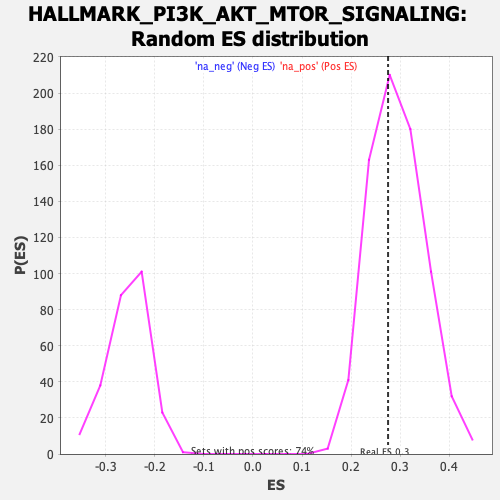 HALLMARK_PI3K_AKT_MTOR_SIGNALING:
Random ES distribution
'na_neg' (Neg ES) 'na_pos' (Pos ES)
220
200
180
160
140
120
100
80
60
40
20
0
P(ES)
Sets with pos scores: 74%
Real ES 0.3
-0.3 -0.2 -0.1 0.0 0.1 0.2 0.3 0.4
ES